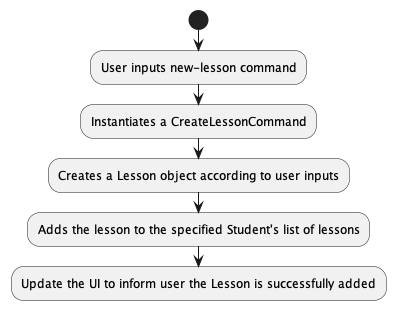 User inputs new-lesson command
Instantiates a CreateLessonCommand
Creates a Lesson object according to user inputs
Adds the lesson to the specified Student's list of lessons
Update the UI to inform user the Lesson is successfully added